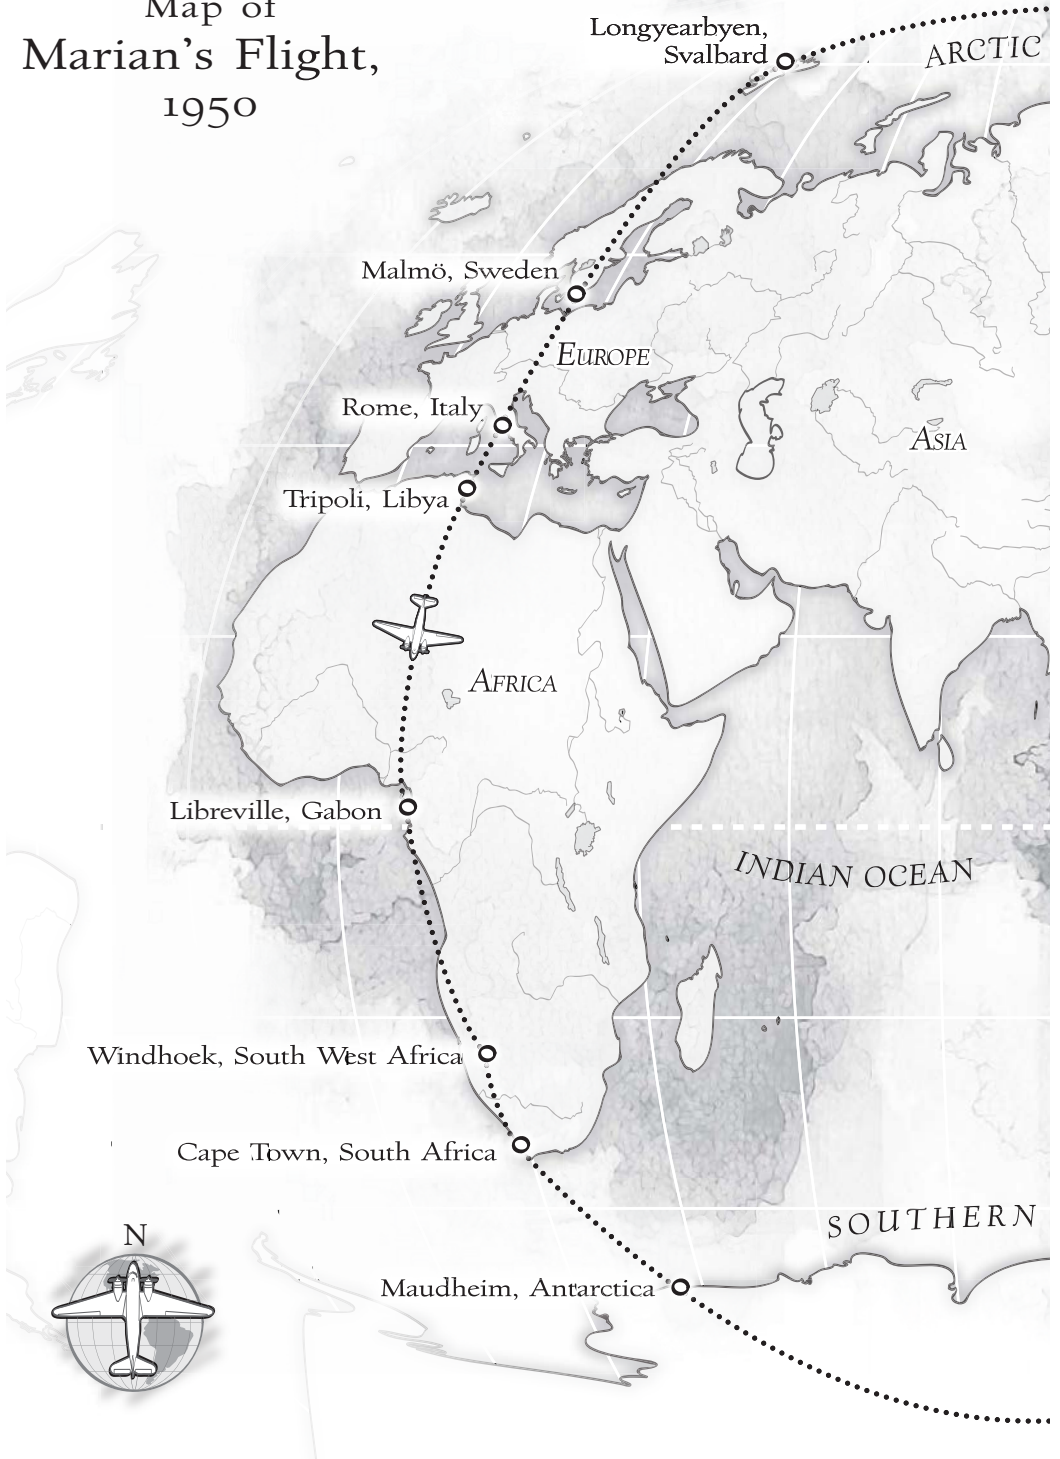 Map of
Marian's Flight,
1950
Longyearbyen,
Svalbard
ARCTIC
Malmö, Sweden
EUROPE
Rome, Italy
ASIA
Tripoli, Libya
AFRICA
Libreville, Gabon
INDIAN OCEAN
Windhoek, South West Africa
Cape Town, South Africa
SOUTHERN
N
Maudheim, Antarctica